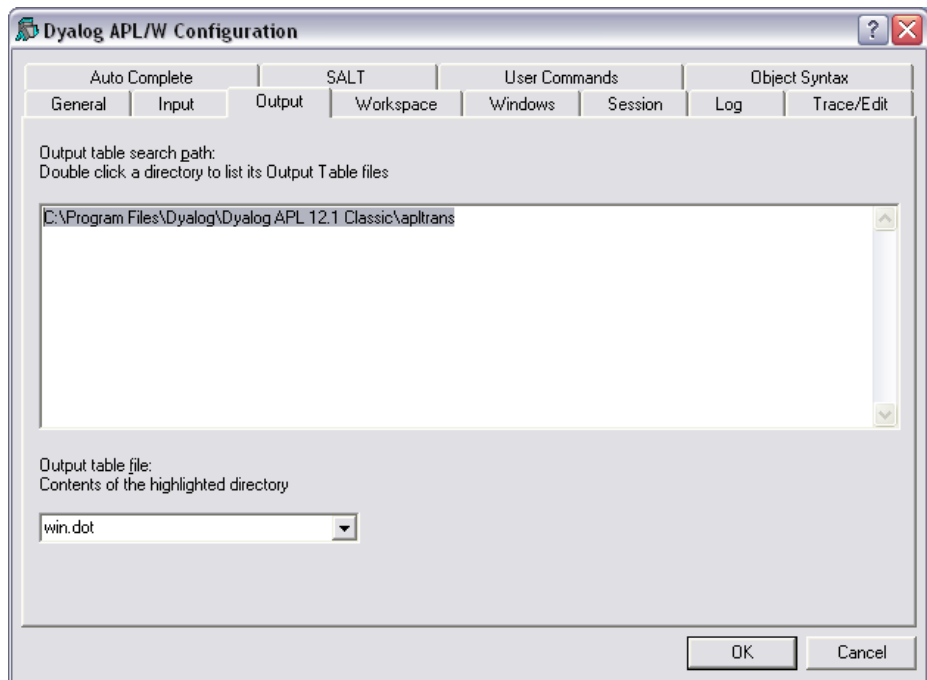 Dyalog APL/W Configuration
Auto Complete SALT User Commands Object Syntax
General Input Output Workspace Windows Session Log Trace/Edit
Output table search path:
Double click a directory to list its Output Table files
C:\Program Files\Dyalog\Dyalog APL 12.1 Classic\apltrans
Output table file:
Contents of the highlighted directory
win.dot
OK Cancel